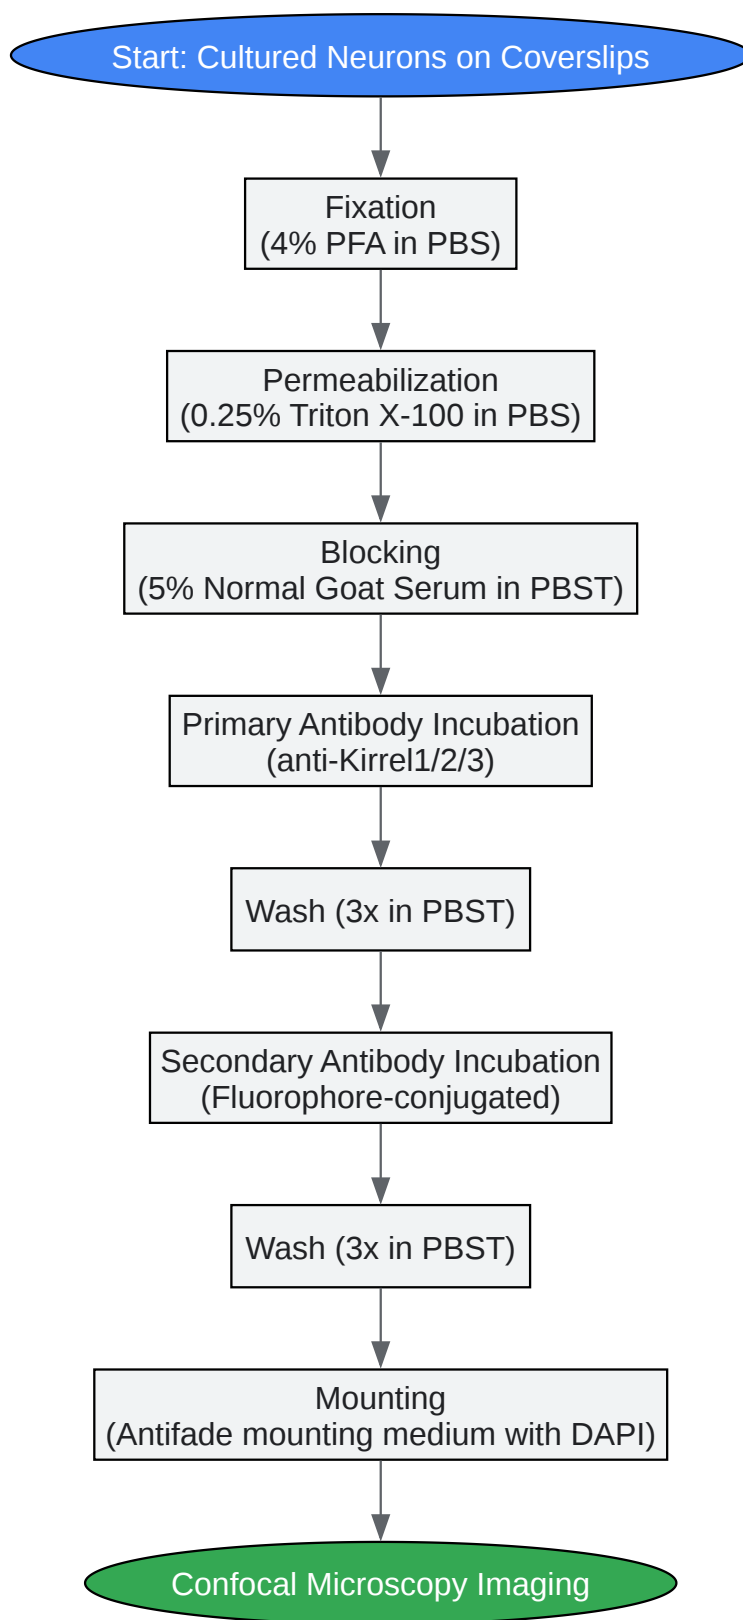 Start: Cultured Neurons on Coverslips
Fixation
(4% PFA in PBS)
Permeabilization
(0.25% Triton X-100 in PBS)
Blocking
(5% Normal Goat Serum in PBST)
Primary Antibody Incubation
(anti-Kirrel1/2/3)
Wash (3x in PBST)
Secondary Antibody Incubation
(Fluorophore-conjugated)
Wash (3x in PBST)
Mounting
(Antifade mounting medium with DAPI)
Confocal Microscopy Imaging